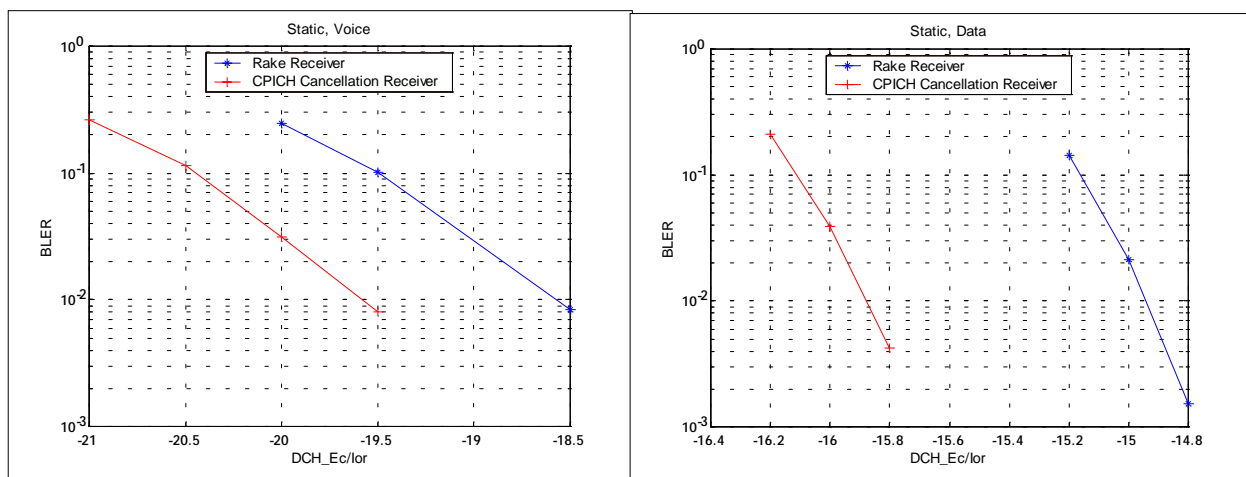 Static, Voice
Rake Receiver
CPICH Cancellation Receiver
10^0
10^-1
10^-2
10^-3
BLER
-21 -20.5 -20 -19.5 -19 -18.5
DCH_Ec/Ior
Static, Data
Rake Receiver
CPICH Cancellation Receiver
10^0
10^-1
10^-2
10^-3
BLER
-16.4 -16.2 -16 -15.8 -15.6 -15.4 -15.2 -15 -14.8
DCH_Ec/Ior